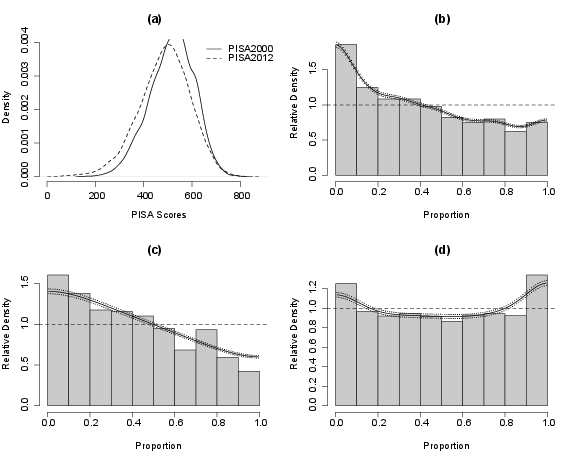 (a)
Density
0.000 0.001 0.002 0.003 0.004
PISA2000
PISA2012
0 200 400 600 800
PISA Scores
(b)
Relative Density
0.0 0.5 1.0 1.5
0.0 0.2 0.4 0.6 0.8 1.0
Proportion
(c)
Relative Density
0.0 0.5 1.0 1.5
0.0 0.2 0.4 0.6 0.8 1.0
Proportion
(d)
Relative Density
0.0 0.2 0.4 0.6 0.8 1.0 1.2
0.0 0.2 0.4 0.6 0.8 1.0
Proportion